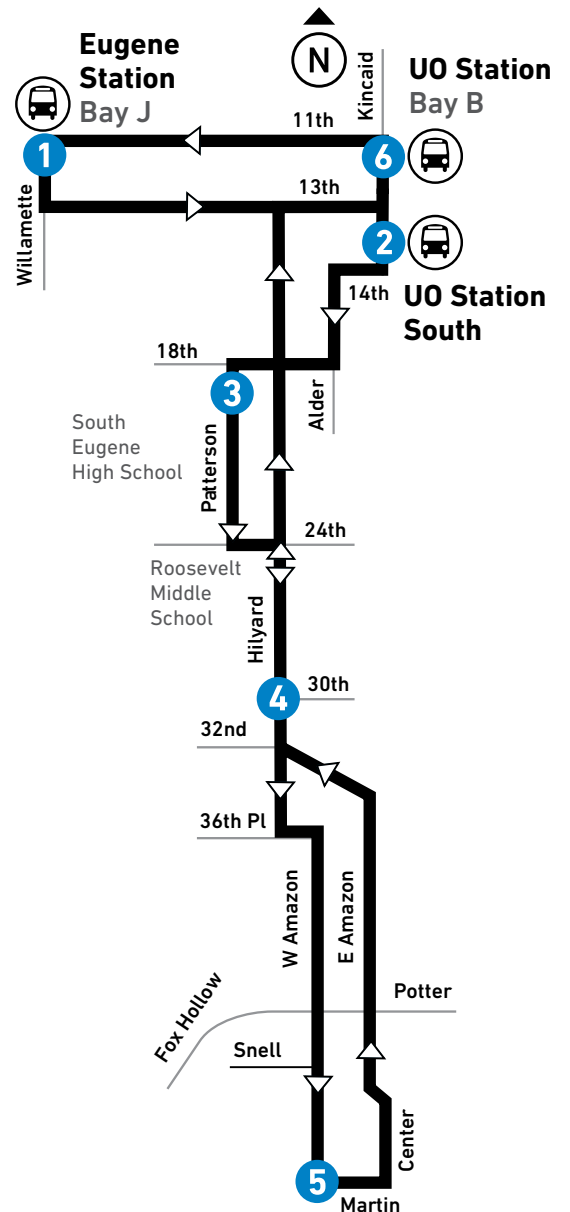 Eugene
Station
Bay J
N
Kincaid
UO Station
Bay B
11th
1
6
13th
Willamette
2
14th
UO Station
South
18th
3
Alder
South
Eugene
High School
Patterson
24th
Roosevelt
Middle
School
Hilyard
4
30th
32nd
36th Pl
W Amazon
E Amazon
Potter
Fox Hollow
Snell
Center
5
Martin